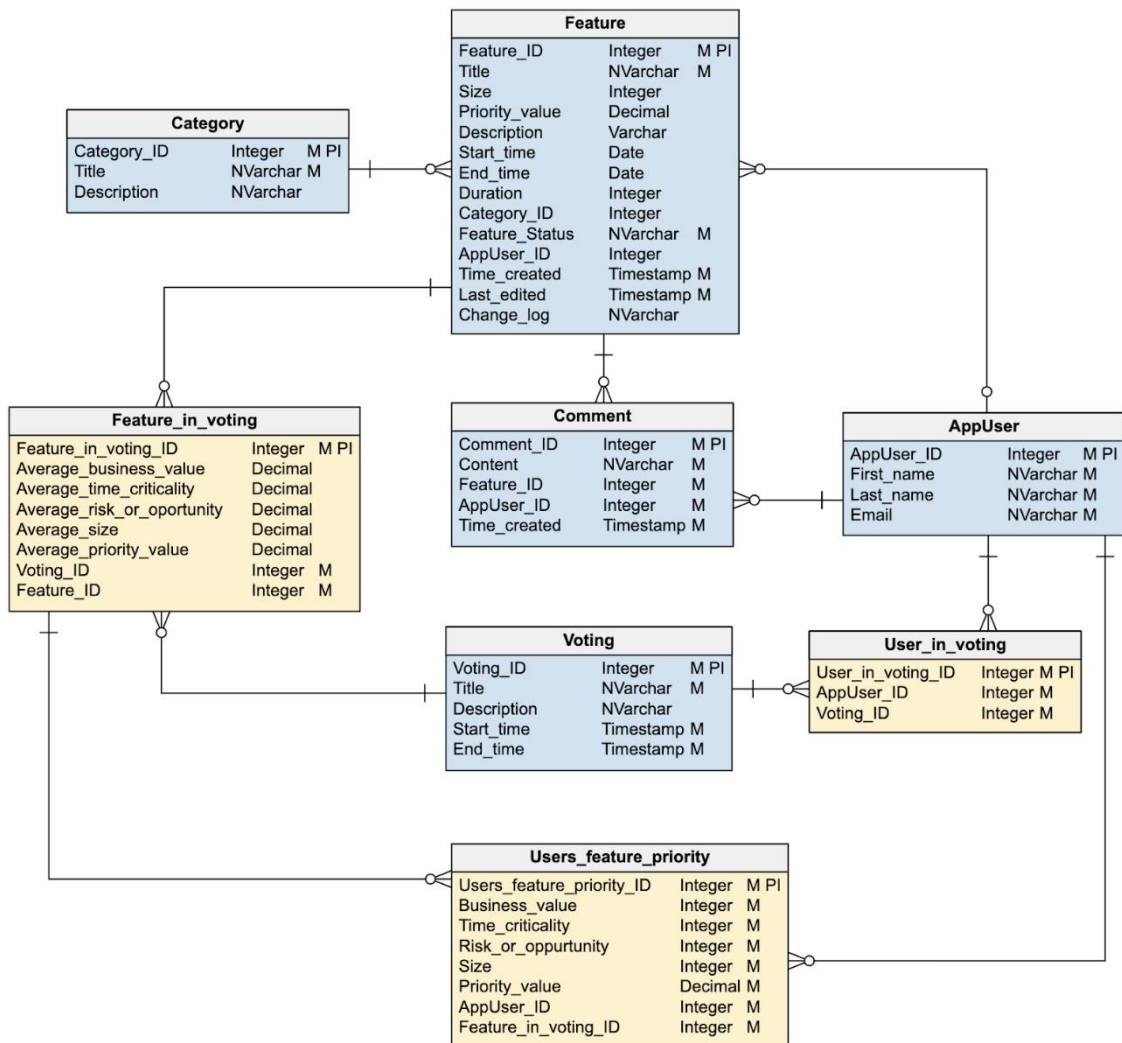 Feature
Feature_ID Integer M PI
Title NVarchar M
Size Integer
Priority_value Decimal
Description Varchar
Start_time Date
End_time Date
Duration Integer
Category_ID Integer
Feature_Status NVarchar M
AppUser_ID Integer
Time_created Timestamp M
Last_edited Timestamp M
Change_log NVarchar
Category
Category_ID Integer M PI
Title NVarchar M
Description NVarchar
Feature_in_voting
Feature_in_voting_ID Integer M PI
Average_business_value Decimal
Average_time_criticality Decimal
Average_risk_or_oportunity Decimal
Average_size Decimal
Average_priority_value Decimal
Voting_ID Integer M
Feature_ID Integer M
Comment
Comment_ID Integer M PI
Content NVarchar M
Feature_ID Integer M
AppUser_ID Integer M
Time_created Timestamp M
AppUser
AppUser_ID Integer M PI
First_name NVarchar M
Last_name NVarchar M
Email NVarchar M
Voting
Voting_ID Integer M PI
Title NVarchar M
Description NVarchar
Start_time Timestamp M
End_time Timestamp M
User_in_voting
User_in_voting_ID Integer M PI
AppUser_ID Integer M
Voting_ID Integer M
Users_feature_priority
Users_feature_priority_ID Integer M PI
Business_value Integer M
Time_criticality Integer M
Risk_or_oppurtunity Integer M
Size Integer M
Priority_value Decimal M
AppUser_ID Integer M
Feature_in_voting_ID Integer M